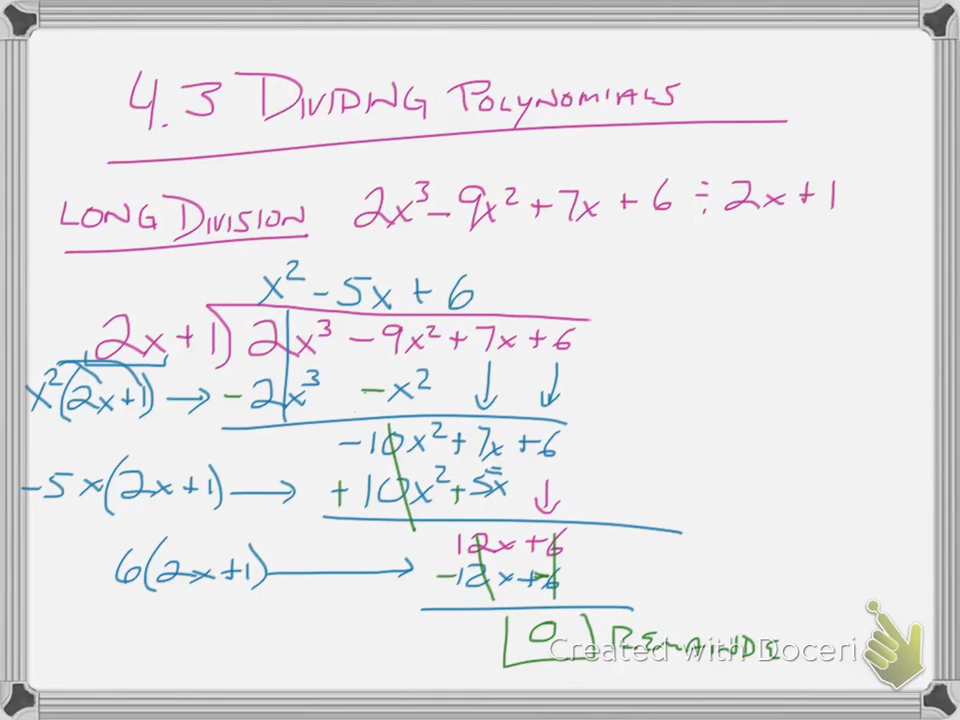 4.3 DIVIDING POLYNOMIALS
LONG DIVISION 2x³ - 9x² + 7x + 6 ÷ 2x + 1
x² - 5x + 6
2x + 1 ) 2x³ - 9x² + 7x + 6
x²(2x+1) → - 2x³ - x² ↓ ↓
-10x² + 7x + 6
-5x(2x+1) → + 10x² + 5x ↓
12x + 6
6(2x+1) → -12x + 6
0 REMAINDE
Created with Doceri